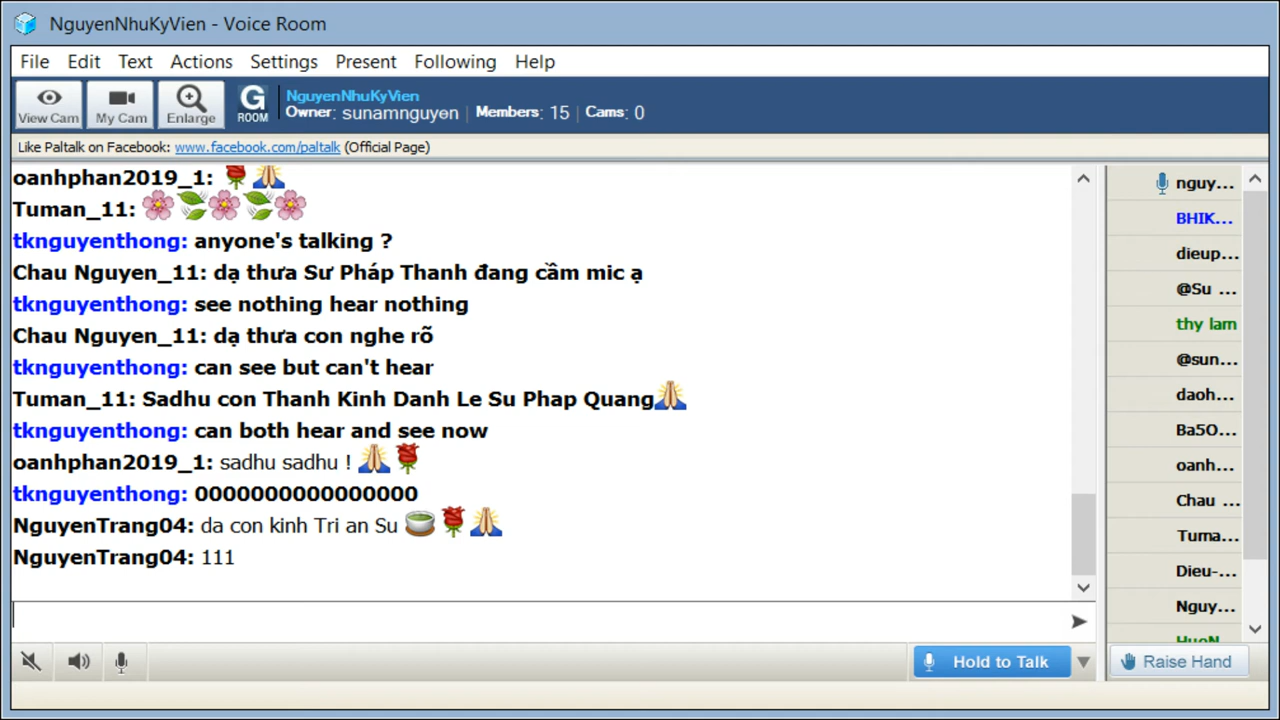 NguyenNhuKyVien - Voice Room
File Edit Text Actions Settings Present Following Help
View Cam My Cam Enlarge G ROOM
NguyenNhuKyVien
Owner: sunamnguyen | Members: 15 | Cams: 0
Like Paltalk on Facebook: www.facebook.com/paltalk (Official Page)
oanhphan2019_1: 🌹🙏
Tuman_11: 🌸🍃🌸🍃🌸
tknguyenthong: anyone's talking ?
Chau Nguyen_11: dạ thưa Sư Pháp Thanh đang cầm mic ạ
tknguyenthong: see nothing hear nothing
Chau Nguyen_11: dạ thưa con nghe rõ
tknguyenthong: can see but can't hear
Tuman_11: Sadhu con Thanh Kinh Danh Le Su Phap Quang🙏
tknguyenthong: can both hear and see now
oanhphan2019_1: sadhu sadhu ! 🙏🌹
tknguyenthong: 0000000000000000
NguyenTrang04: da con kinh Tri an Su 🍵🌹🙏
NguyenTrang04: 111
nguy...
BHIK...
dieup...
@Su ...
thy lam
@sun...
daoh...
Ba5O...
oanh...
Chau ...
Tuma...
Dieu-...
Nguy...
HueN
Hold to Talk
Raise Hand